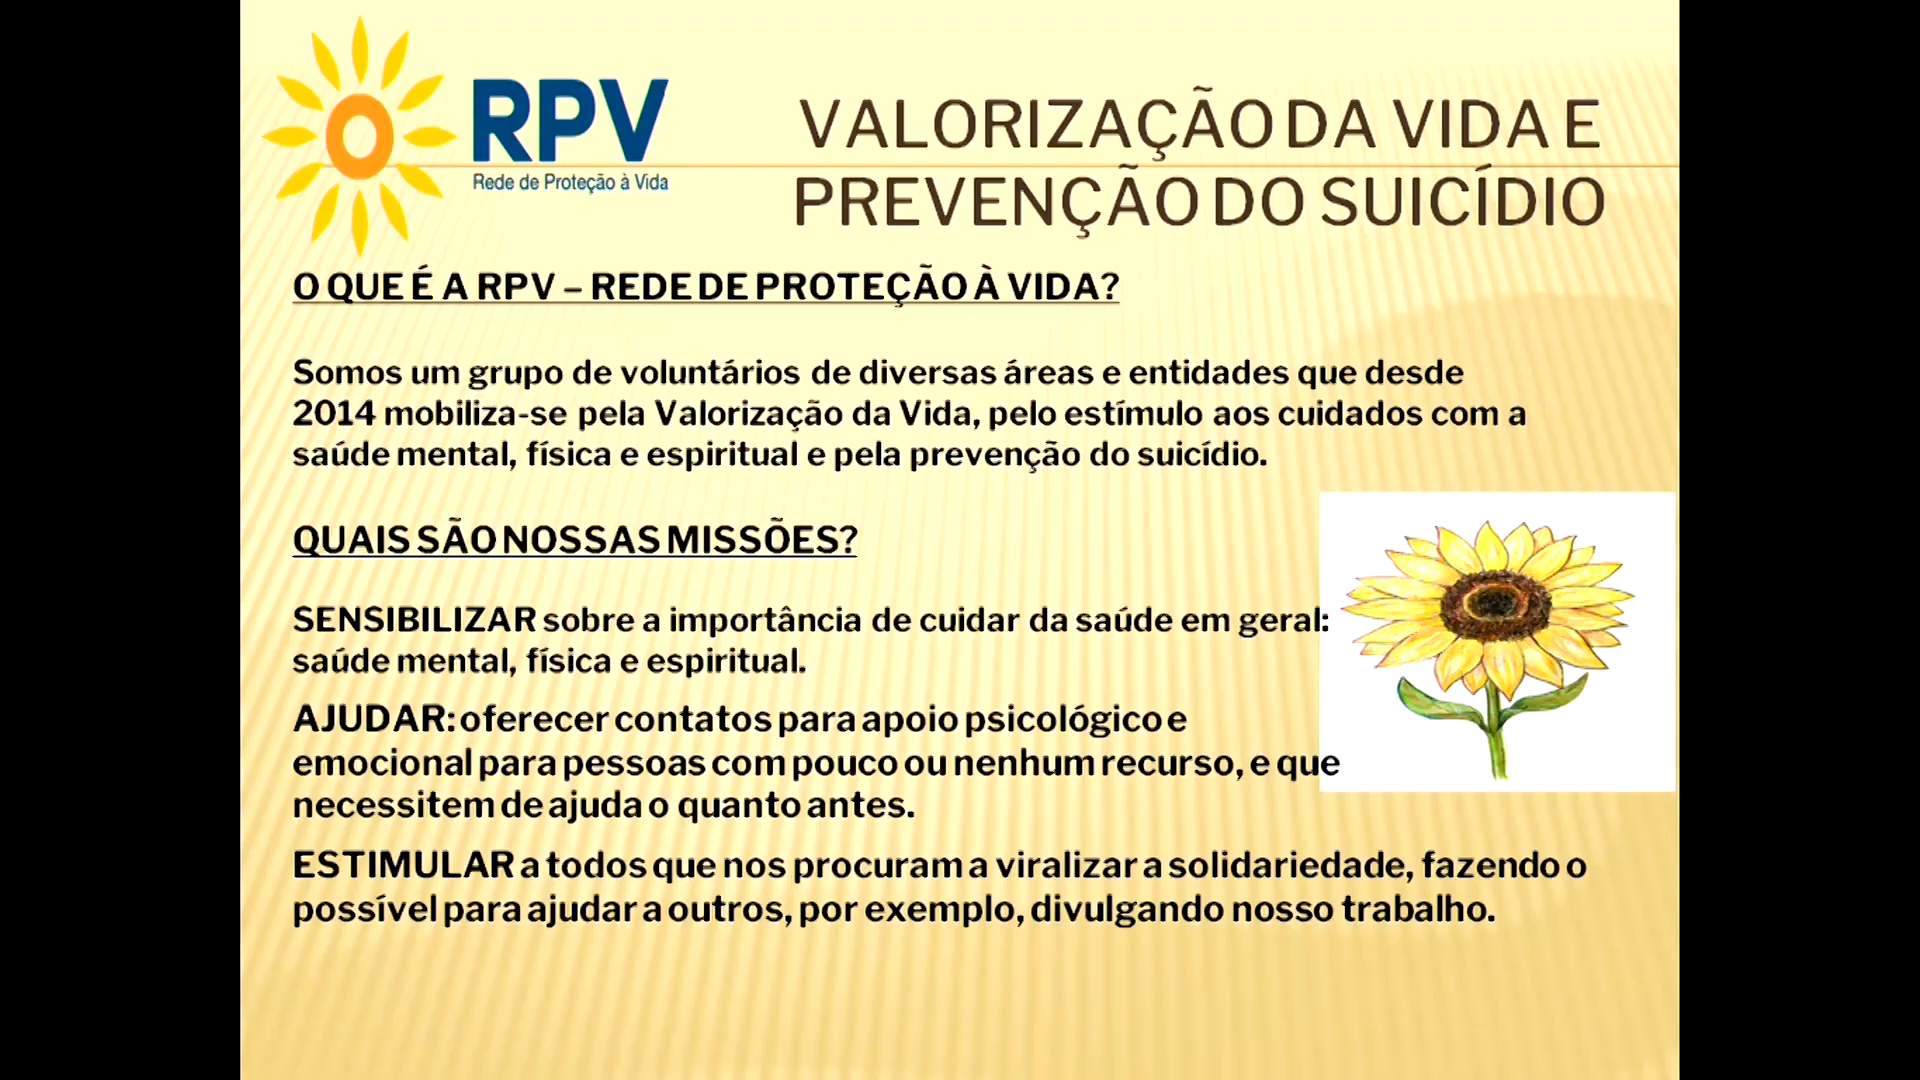 RPV
Rede de Proteção à Vida
VALORIZAÇÃO DA VIDA E
PREVENÇÃO DO SUICÍDIO
O QUE É A RPV – REDE DE PROTEÇÃO À VIDA?
Somos um grupo de voluntários de diversas áreas e entidades que desde
2014 mobiliza-se pela Valorização da Vida, pelo estímulo aos cuidados com a
saúde mental, física e espiritual e pela prevenção do suicídio.
QUAIS SÃO NOSSAS MISSÕES?
SENSIBILIZAR sobre a importância de cuidar da saúde em geral:
saúde mental, física e espiritual.
AJUDAR: oferecer contatos para apoio psicológico e
emocional para pessoas com pouco ou nenhum recurso, e que
necessitem de ajuda o quanto antes.
ESTIMULAR a todos que nos procuram a viralizar a solidariedade, fazendo o
possível para ajudar a outros, por exemplo, divulgando nosso trabalho.